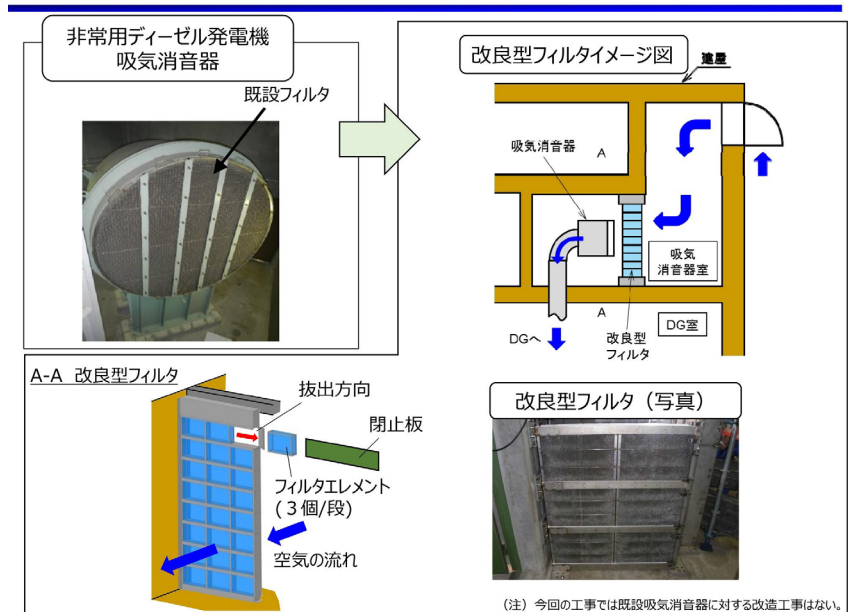 非常用ディーゼル発電機
吸気消音器
既設フィルタ
改良型フィルタイメージ図
建屋
吸気消音器
A
吸気
消音器室
A
DG室
DGへ
改良型
フィルタ
A-A 改良型フィルタ
抜出方向
閉止板
フィルタエレメント
(３個/段)
空気の流れ
改良型フィルタ（写真）
（注）今回の工事では既設吸気消音器に対する改造工事はない。